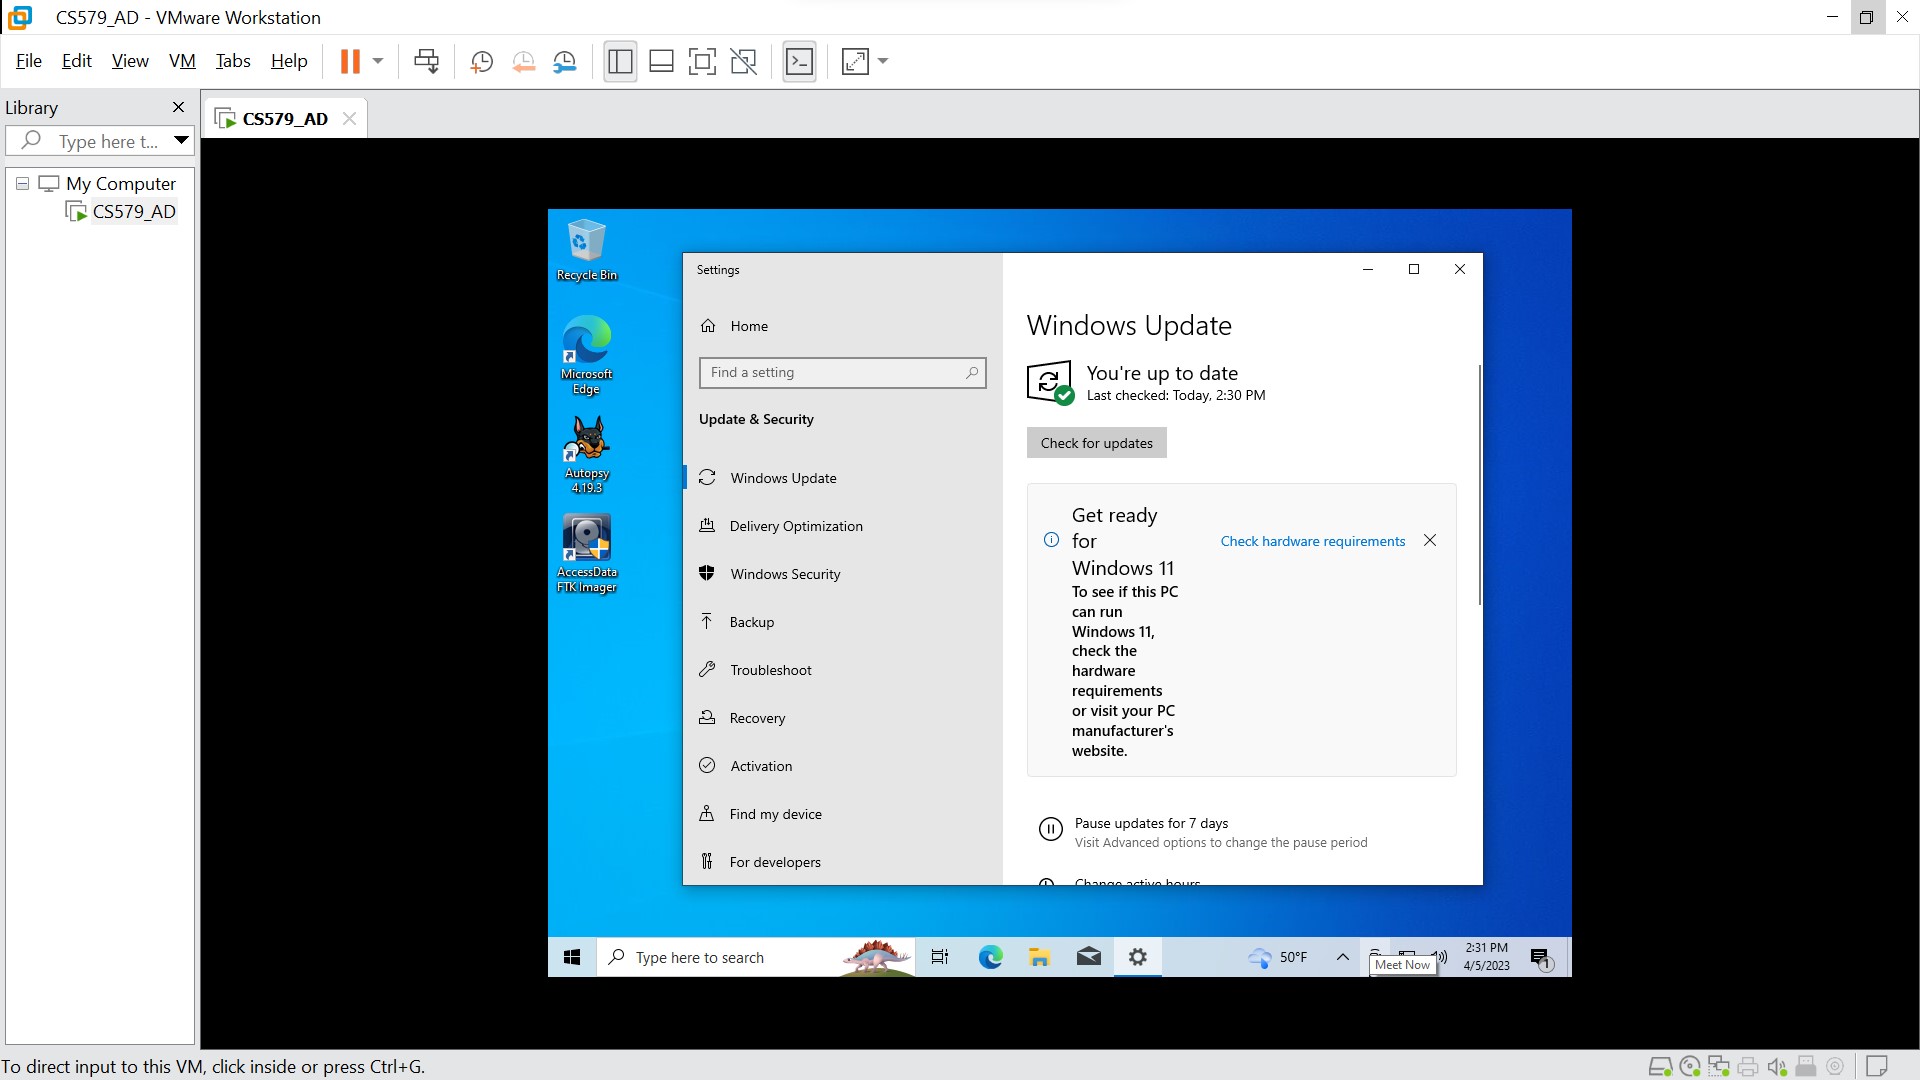 CS579_AD - VMware Workstation
File Edit View VM Tabs Help
Library
CS579_AD
Type here t...
My Computer
CS579_AD
Recycle Bin
Microsoft
Edge
Autopsy
4.19.3
AccessData
FTK Imager
Settings
Home
Find a setting
Update & Security
Windows Update
Delivery Optimization
Windows Security
Backup
Troubleshoot
Recovery
Activation
Find my device
For developers
Windows Update
You're up to date
Last checked: Today, 2:30 PM
Check for updates
Get ready
for
Windows 11
Check hardware requirements
To see if this PC
can run
Windows 11,
check the
hardware
requirements
or visit your PC
manufacturer's
website.
Pause updates for 7 days
Visit Advanced options to change the pause period
Change active hours
Type here to search
50°F
Meet Now
2:31 PM
4/5/2023
1
To direct input to this VM, click inside or press Ctrl+G.